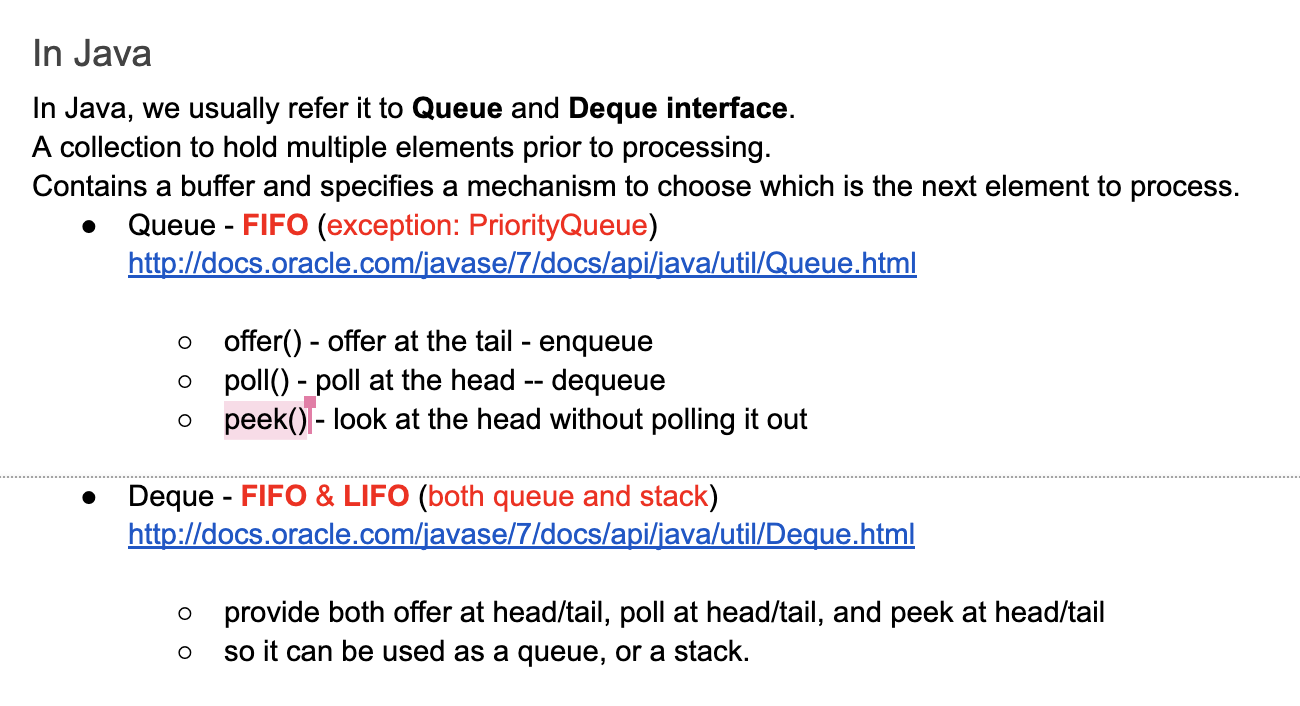 In Java
In Java, we usually refer it to Queue and Deque interface.
A collection to hold multiple elements prior to processing.
Contains a buffer and specifies a mechanism to choose which is the next element to process.
● Queue - FIFO (exception: PriorityQueue)
http://docs.oracle.com/javase/7/docs/api/java/util/Queue.html
○ offer() - offer at the tail - enqueue
○ poll() - poll at the head -- dequeue
○ peek() - look at the head without polling it out
● Deque - FIFO & LIFO (both queue and stack)
http://docs.oracle.com/javase/7/docs/api/java/util/Deque.html
○ provide both offer at head/tail, poll at head/tail, and peek at head/tail
○ so it can be used as a queue, or a stack.